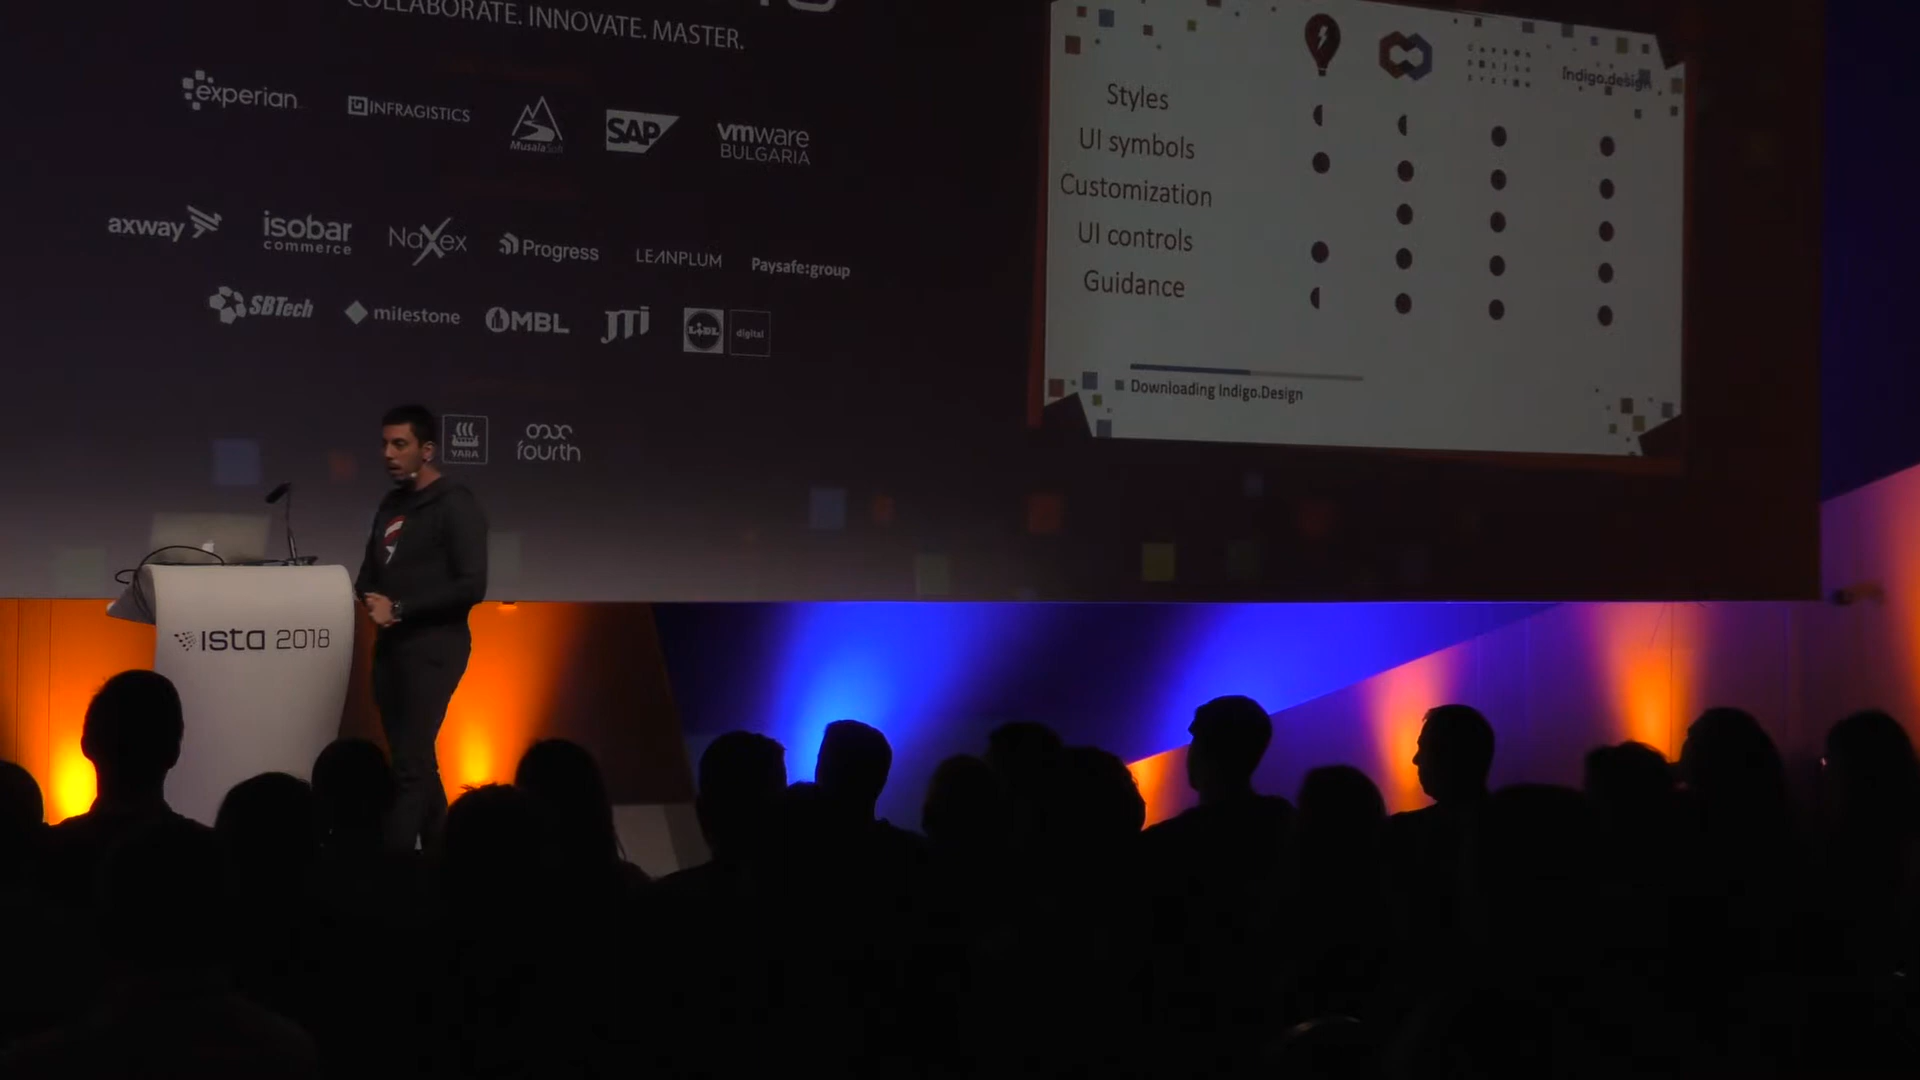 COLLABORATE. INNOVATE. MASTER.
experian
INFRAGISTICS
MusalaSoft
SAP
vmware
BULGARIA
axway
isobar
commerce
NaXex
Progress
LEANPLUM
Paysafe:group
SBTech
milestone
MBL
JTI
LiDL
digital
YARA
fourth
Indigo.design
Styles
UI symbols
Customization
UI controls
Guidance
Downloading Indigo.Design
ista 2018